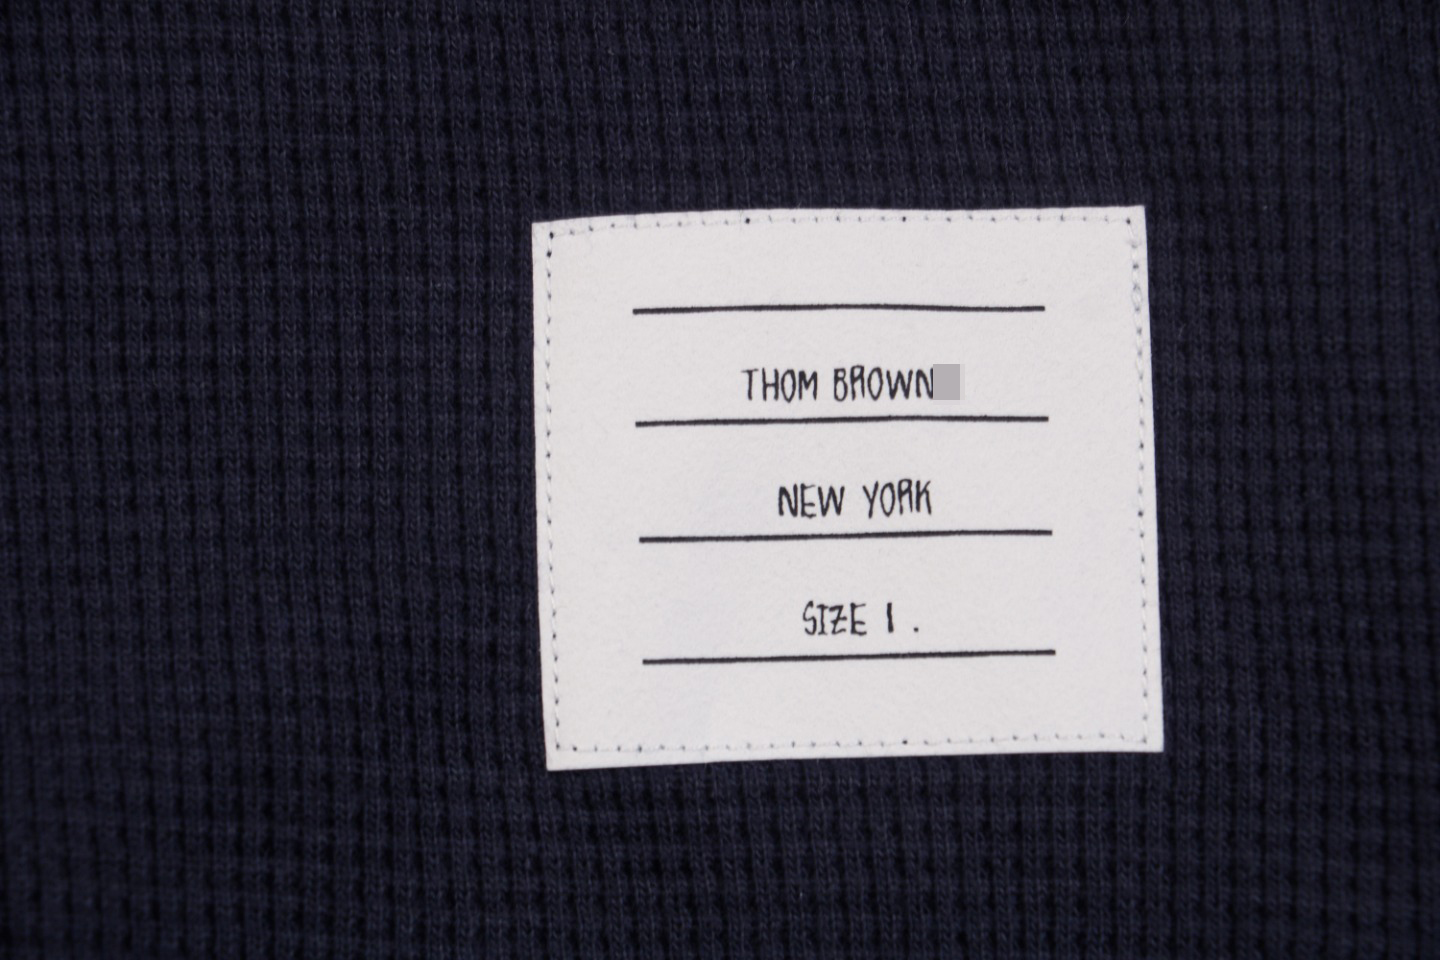 THOM BROWN
NEW YORK
SIZE 1 .